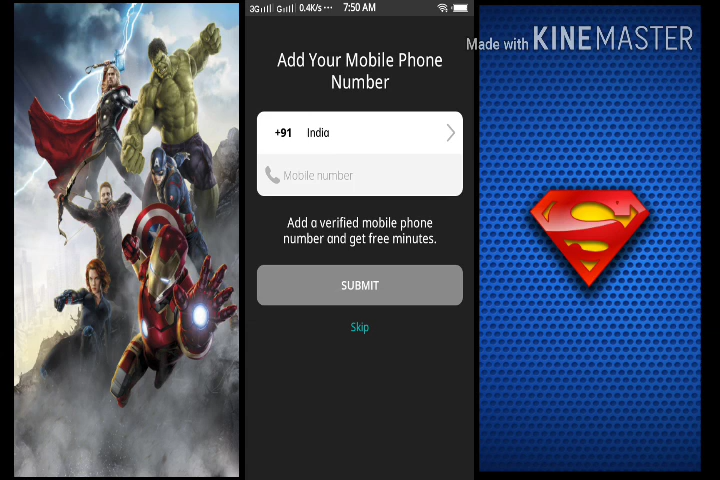 3G G 0.4K/s ··· 7:50 AM
Made with KINEMASTER
Add Your Mobile Phone
Number
+91 India
Mobile number
Add a verified mobile phone
number and get free minutes.
SUBMIT
Skip